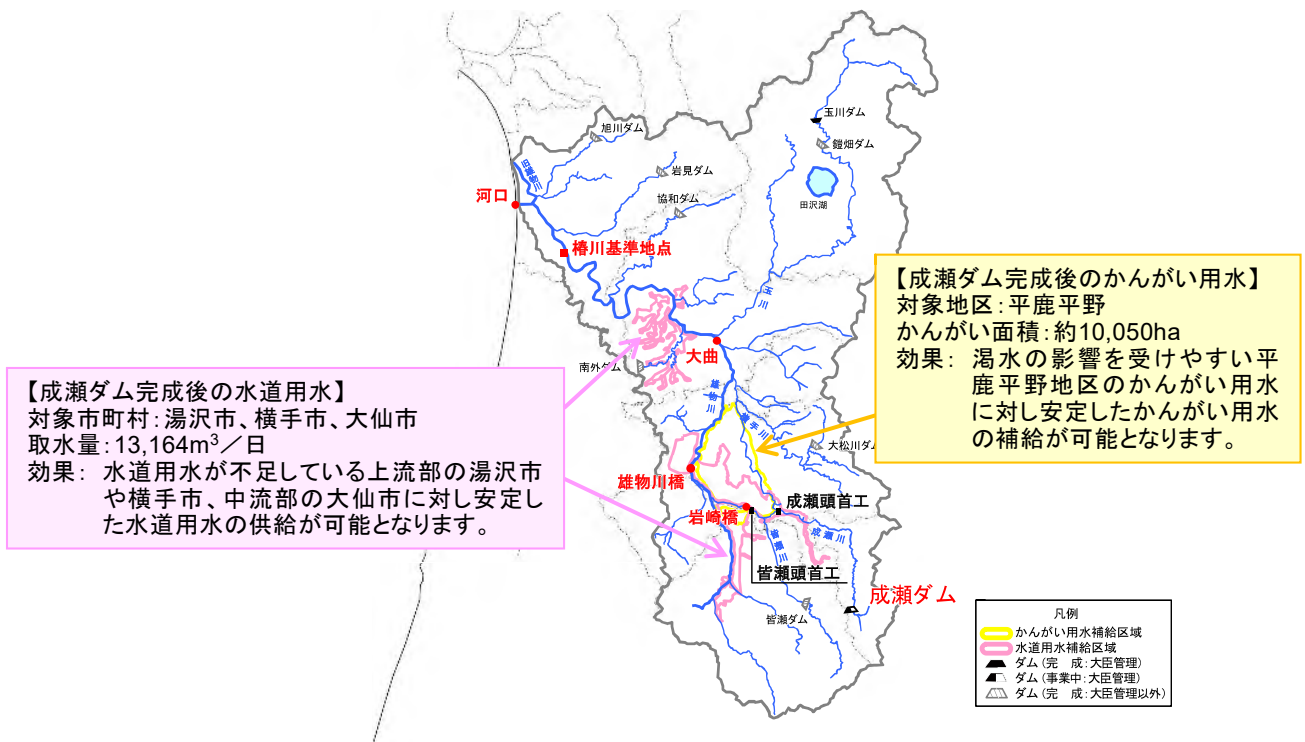 玉川ダム
旭川ダム
鎧畑ダム
岩見ダム
旧雄物川
田沢湖
協和ダム
河口
椿川基準地点
玉川
【成瀬ダム完成後のかんがい用水】
対象地区:平鹿平野
かんがい面積:約10,050ha
効果: 渇水の影響を受けやすい平
鹿平野地区のかんがい用水
に対し安定したかんがい用水
の補給が可能となります。
大曲
南外ダム
【成瀬ダム完成後の水道用水】
対象市町村:湯沢市、横手市、大仙市
取水量:13,164m³/日
効果: 水道用水が不足している上流部の湯沢市
や横手市、中流部の大仙市に対し安定し
た水道用水の供給が可能となります。
雄物川
横手川
大松川ダム
雄物川橋
成瀬頭首工
岩崎橋
成瀬川
皆瀬川
皆瀬頭首工
成瀬ダム
皆瀬ダム
凡例
かんがい用水補給区域
水道用水補給区域
ダム(完 成:大臣管理)
ダム(事業中:大臣管理)
ダム(完 成:大臣管理以外)